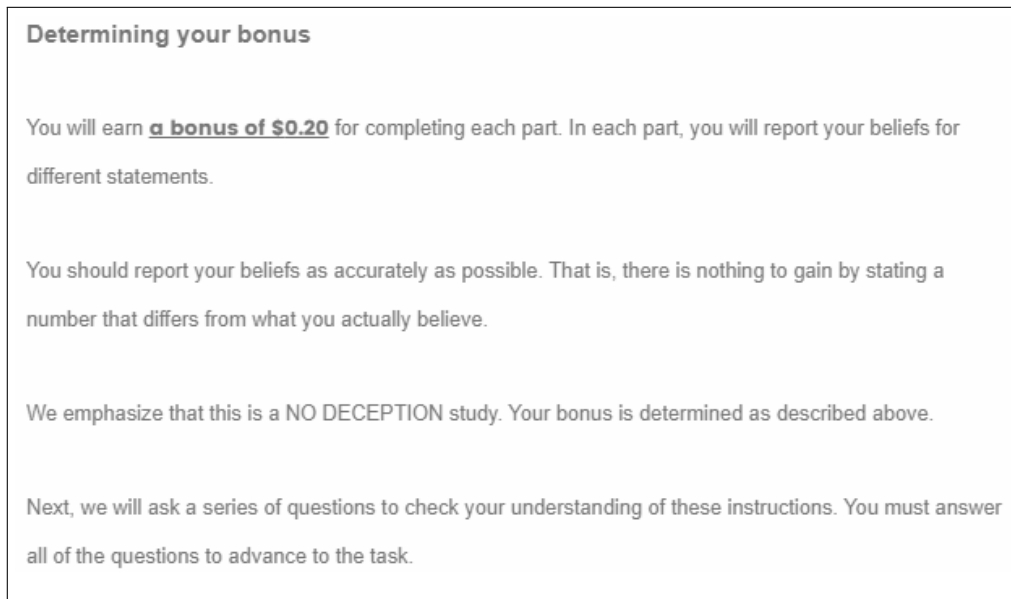 Determining your bonus
You will earn a bonus of $0.20 for completing each part. In each part, you will report your beliefs for
different statements.
You should report your beliefs as accurately as possible. That is, there is nothing to gain by stating a
number that differs from what you actually believe.
We emphasize that this is a NO DECEPTION study. Your bonus is determined as described above.
Next, we will ask a series of questions to check your understanding of these instructions. You must answer
all of the questions to advance to the task.